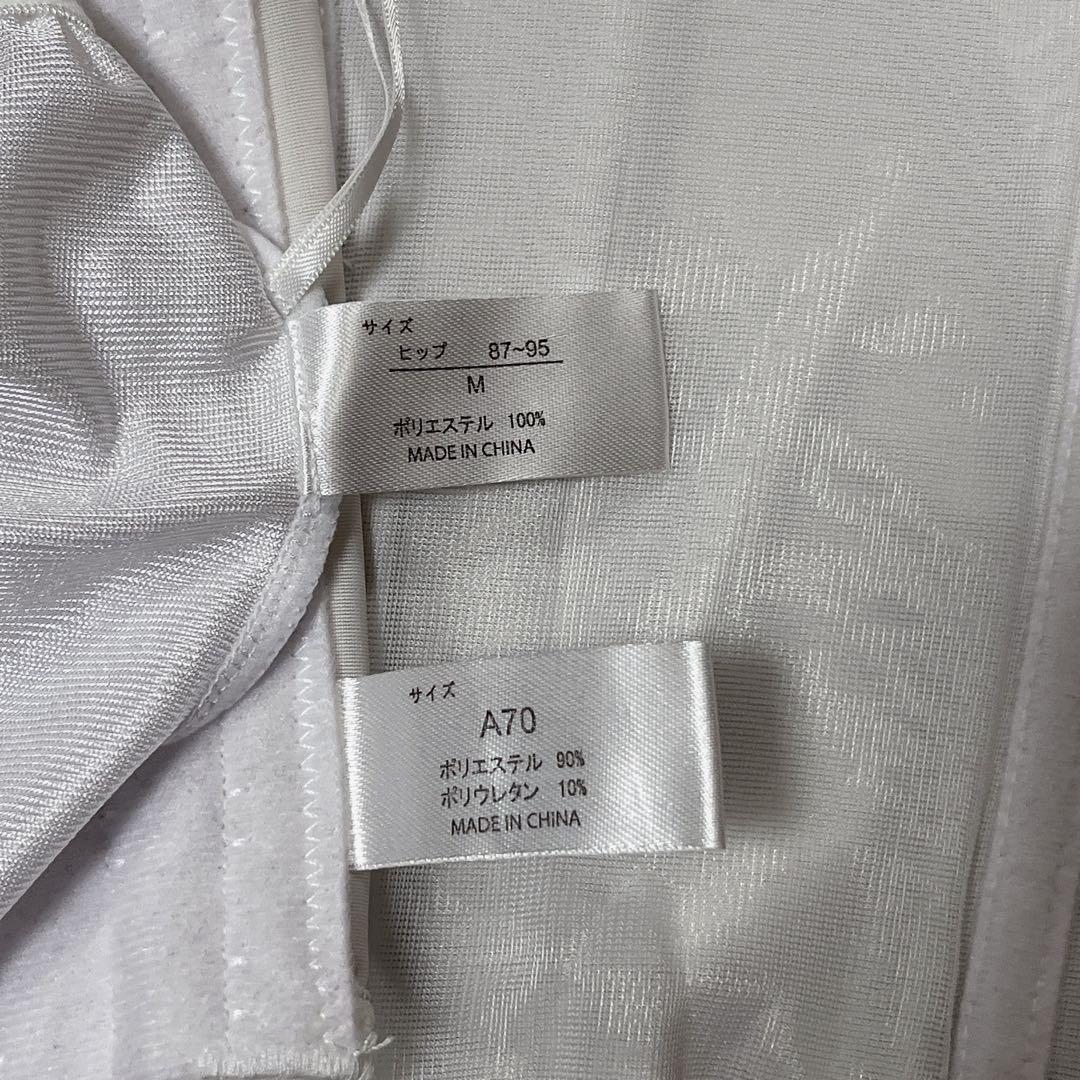 サイズ
ヒップ 87~95
M
ポリエステル 100%
MADE IN CHINA
サイズ
A70
ポリエステル 90%
ポリウレタン 10%
MADE IN CHINA